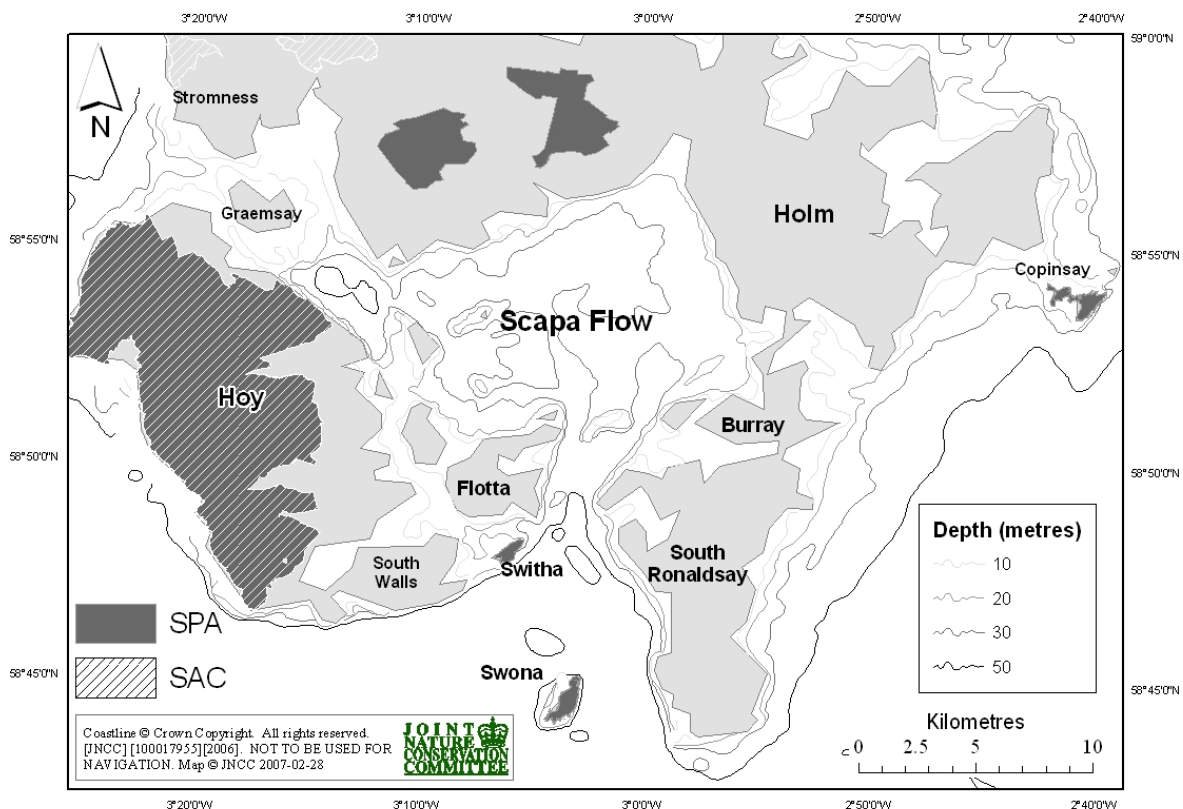 3°20'0"W 3°10'0"W 3°0'0"W 2°50'0"W 2°40'0"W
59°0'0"N
N
Stromness
Graemsay
Holm
58°55'0"N
58°55'0"N
Copinsay
Scapa Flow
Hoy
Burray
58°50'0"N
58°50'0"N
Flotta
South
Walls
Switha
South
Ronaldsay
Swona
58°45'0"N
58°45'0"N
SPA
SAC
Depth (metres)
10
20
30
50
Kilometres
0 2.5 5 10
Coastline © Crown Copyright. All rights reserved.
[JNCC] [100017955][2006]. NOT TO BE USED FOR
NAVIGATION. Map © JNCC 2007-02-28
JOINT
NATURE
CONSERVATION
COMMITTEE
3°20'0"W 3°10'0"W 3°0'0"W 2°50'0"W